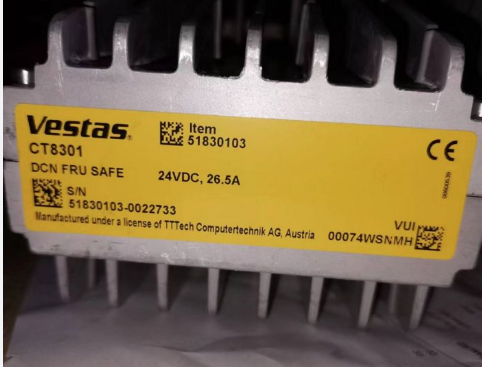 Vestas.
Item
51830103
CT8301
DCN FRU SAFE
24VDC, 26.5A
S/N
51830103-0022733
Manufactured under a license of TTTech Computertechnik AG, Austria
VUI
00074WSNMH
CE